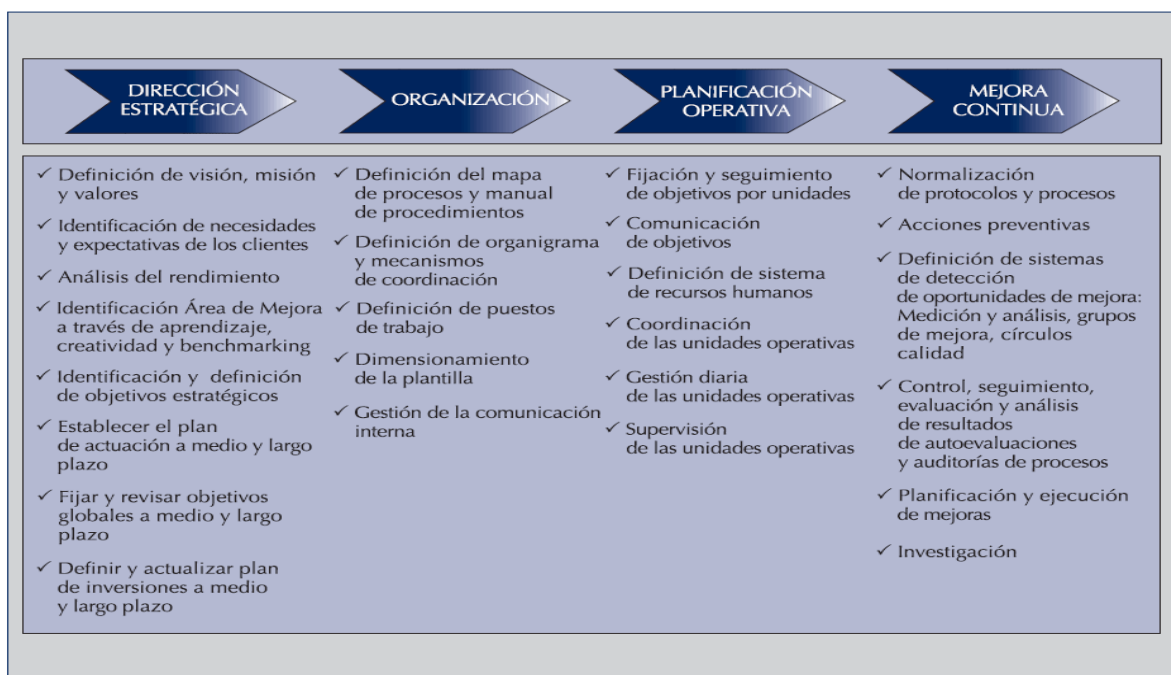 DIRECCIÓN
ESTRATÉGICA
ORGANIZACIÓN
PLANIFICACIÓN
OPERATIVA
MEJORA
CONTINUA
✓ Definición de visión, misión
y valores
✓ Identificación de necesidades
y expectativas de los clientes
✓ Análisis del rendimiento
✓ Identificación Área de Mejora
a través de aprendizaje,
creatividad y benchmarking
✓ Identificación y definición
de objetivos estratégicos
✓ Establecer el plan
de actuación a medio y largo
plazo
✓ Fijar y revisar objetivos
globales a medio y largo
plazo
✓ Definir y actualizar plan
de inversiones a medio
y largo plazo
✓ Definición del mapa
de procesos y manual
de procedimientos
✓ Definición de organigrama
y mecanismos
de coordinación
✓ Definición de puestos
de trabajo
✓ Dimensionamiento
de la plantilla
✓ Gestión de la comunicación
interna
✓ Fijación y seguimiento
de objetivos por unidades
✓ Comunicación
de objetivos
✓ Definición de sistema
de recursos humanos
✓ Coordinación
de las unidades operativas
✓ Gestión diaria
de las unidades operativas
✓ Supervisión
de las unidades operativas
✓ Normalización
de protocolos y procesos
✓ Acciones preventivas
✓ Definición de sistemas
de detección
de oportunidades de mejora:
Medición y análisis, grupos
de mejora, círculos
calidad
✓ Control, seguimiento,
evaluación y análisis
de resultados
de autoevaluaciones
y auditorías de procesos
✓ Planificación y ejecución
de mejoras
✓ Investigación